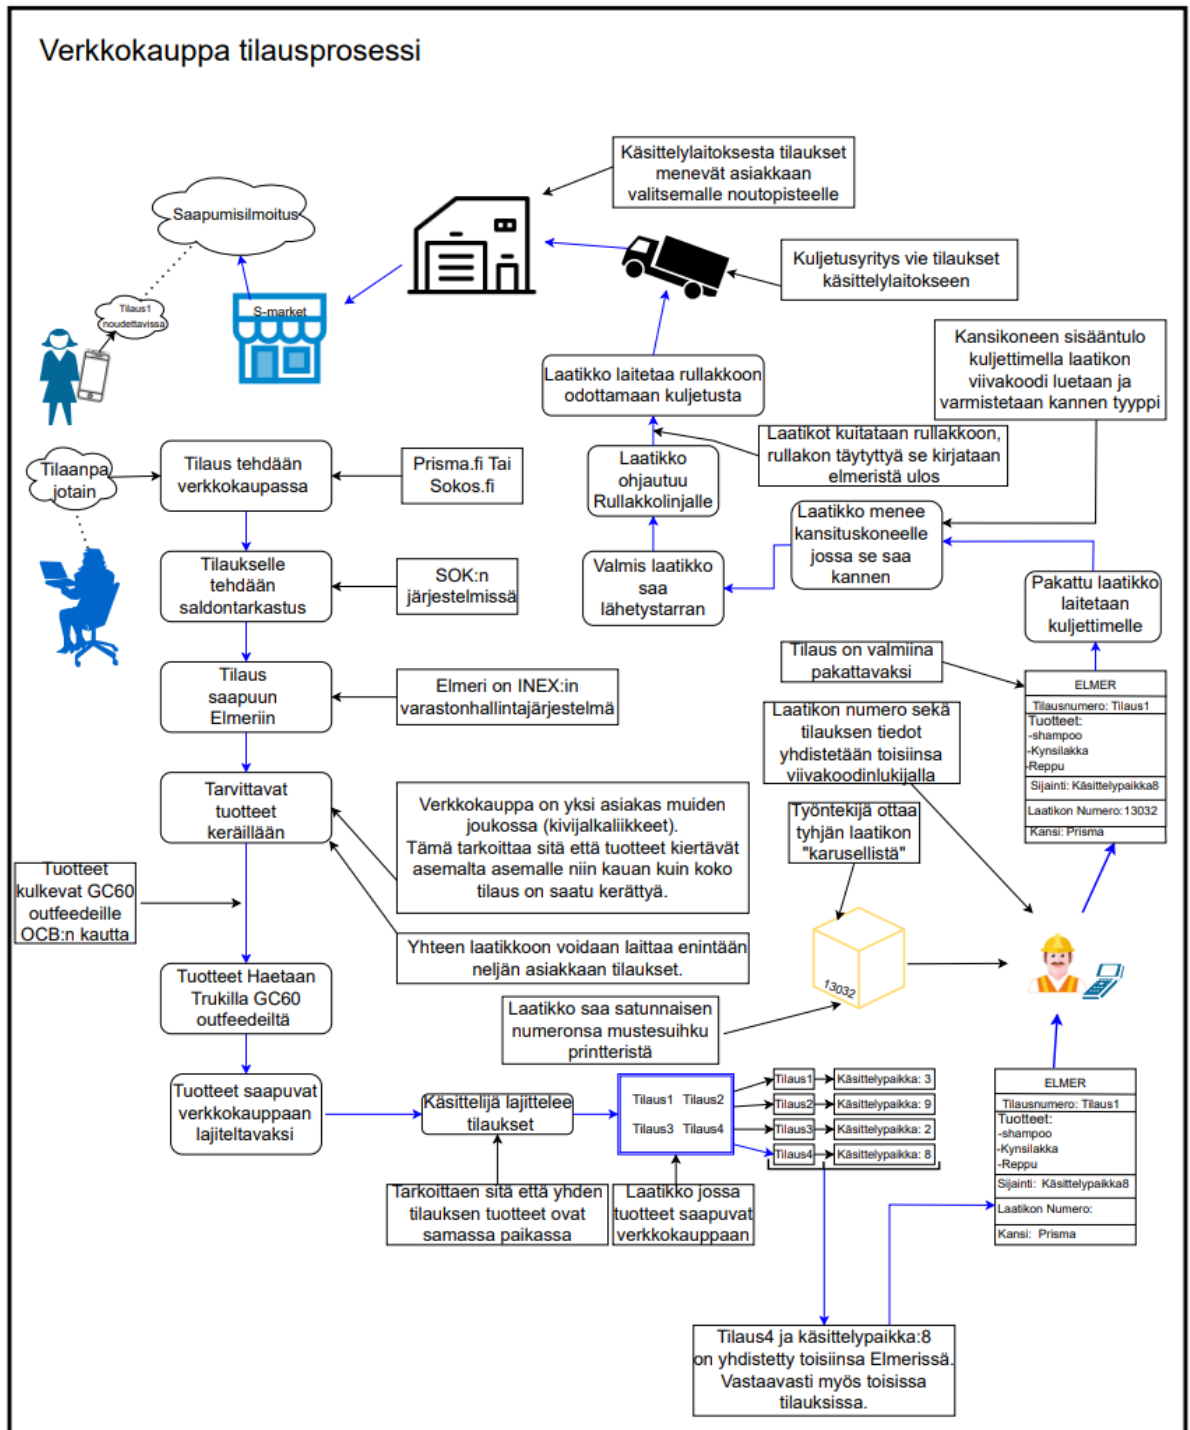 Verkkokauppa tilausprosessi
Käsittelylaitoksesta tilaukset
menevät asiakkaan
valitsemalle noutopisteelle
Saapumisilmoitus
Kuljetusyritys vie tilaukset
käsittelylaitokseen
S-market
Tilaus1
noudettavissa
Kansikoneen sisääntulo
kuljettimella laatikon
viivakoodi luetaan ja
varmistetaan kannen tyyppi
Laatikko laitetaa rullakkoon
odottamaan kuljetusta
Laatikot kuitataan rullakkoon,
rullakon täytyttyä se kirjataan
elmeristä ulos
Tilaanpa
jotain
Tilaus tehdään
verkkokaupassa
Prisma.fi Tai
Sokos.fi
Laatikko
ohjautuu
Rullakkolinjalle
Laatikko menee
kansituskoneelle
jossa se saa
kannen
Tilaukselle
tehdään
saldontarkastus
SOK:n
järjestelmissä
Valmis laatikko
saa
lähetystarran
Pakattu laatikko
laitetaan
kuljettimelle
Tilaus on valmiina
pakattavaksi
Tilaus
saapuun
Elmeriin
Elmeri on INEX:in
varastonhallintajärjestelmä
Laatikon numero sekä
tilauksen tiedot
yhdistetään toisiinsa
viivakoodinlukijalla
ELMER
Tilausnumero: Tilaus1
Tuotteet:
-shampoo
-Kynsilakka
-Reppu
Sijainti: Käsittelypaikka8
Laatikon Numero:13032
Kansi: Prisma
Tarvittavat
tuotteet
keräillään
Verkkokauppa on yksi asiakas muiden
joukossa (kivijalkaliikkeet).
Tämä tarkoittaa sitä että tuotteet kiertävät
asemalta asemalle niin kauan kuin koko
tilaus on saatu kerättyä.
Työntekijä ottaa
tyhjän laatikon
"karusellistä"
Tuotteet
kulkevat GC60
outfeedeille
OCB:n kautta
Yhteen laatikkoon voidaan laittaa enintään
neljän asiakkaan tilaukset.
13032
Tuotteet Haetaan
Trukilla GC60
outfeedeiltä
Laatikko saa satunnaisen
numeronsa mustesuihku
printteristä
Tuotteet saapuvat
verkkokauppaan
lajiteltavaksi
Käsittelijä lajittelee
tilaukset
Tilaus1 Tilaus2
Tilaus3 Tilaus4
Tilaus1 Käsittelypaikka: 3
Tilaus2 Käsittelypaikka: 9
Tilaus3 Käsittelypaikka: 2
Tilaus4 Käsittelypaikka: 8
ELMER
Tilausnumero: Tilaus1
Tuotteet:
-shampoo
-Kynsilakka
-Reppu
Sijainti: Käsittelypaikka8
Laatikon Numero:
Kansi: Prisma
Tarkoittaen sitä että yhden
tilauksen tuotteet ovat
samassa paikassa
Laatikko jossa
tuotteet saapuvat
verkkokauppaan
Tilaus4 ja käsittelypaikka:8
on yhdistetty toisiinsa Elmerissä.
Vastaavasti myös toisissa
tilauksissa.